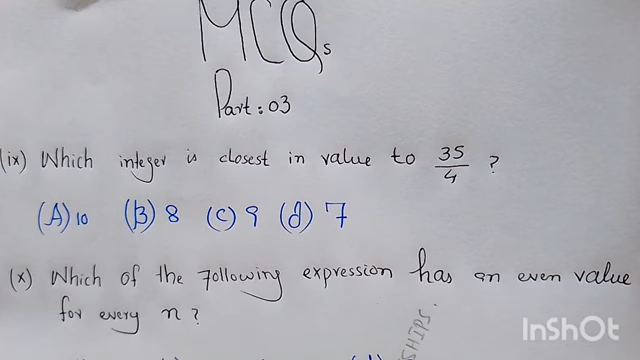 MCQs
Part: 03
(ix) Which integer is closest in value to 35/4 ?
(A) 10 (B) 8 (C) 9 (d) 7
(x) Which of the following expression has an even value
for every n?
InShOt